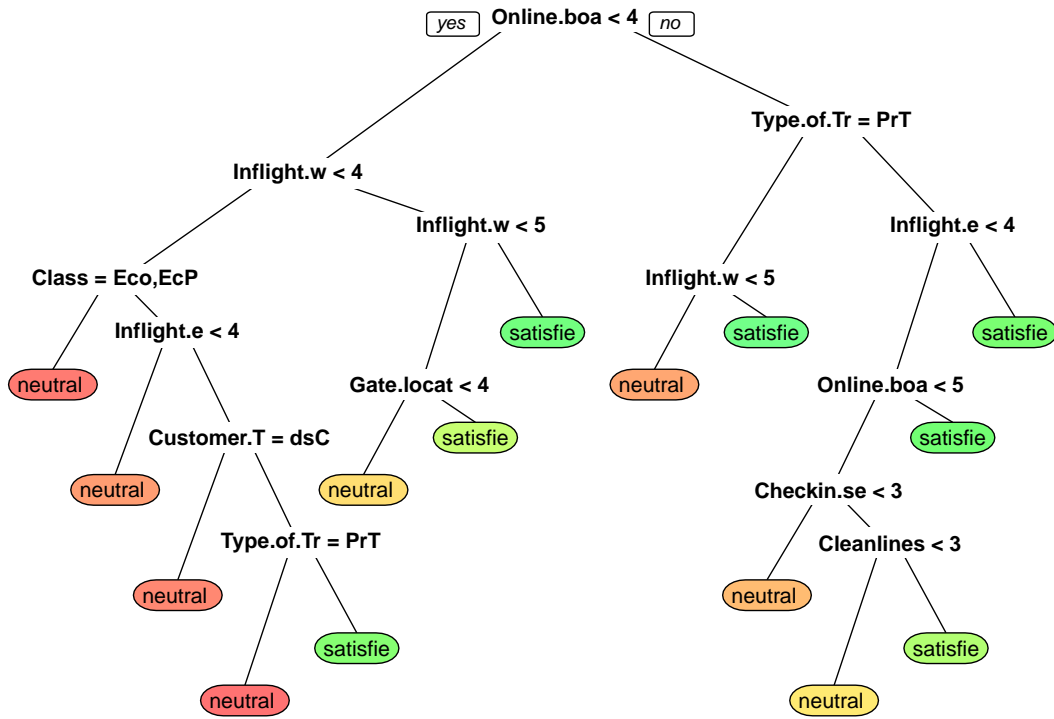 yes
Online.boa < 4
no
Type.of.Tr = PrT
Inflight.w < 4
Inflight.w < 5
Inflight.e < 4
Class = Eco,EcP
Inflight.w < 5
Inflight.e < 4
satisfie
satisfie
satisfie
neutral
Gate.locat < 4
neutral
Online.boa < 5
Customer.T = dsC
satisfie
satisfie
neutral
neutral
Checkin.se < 3
Type.of.Tr = PrT
Cleanlines < 3
neutral
neutral
satisfie
satisfie
neutral
neutral